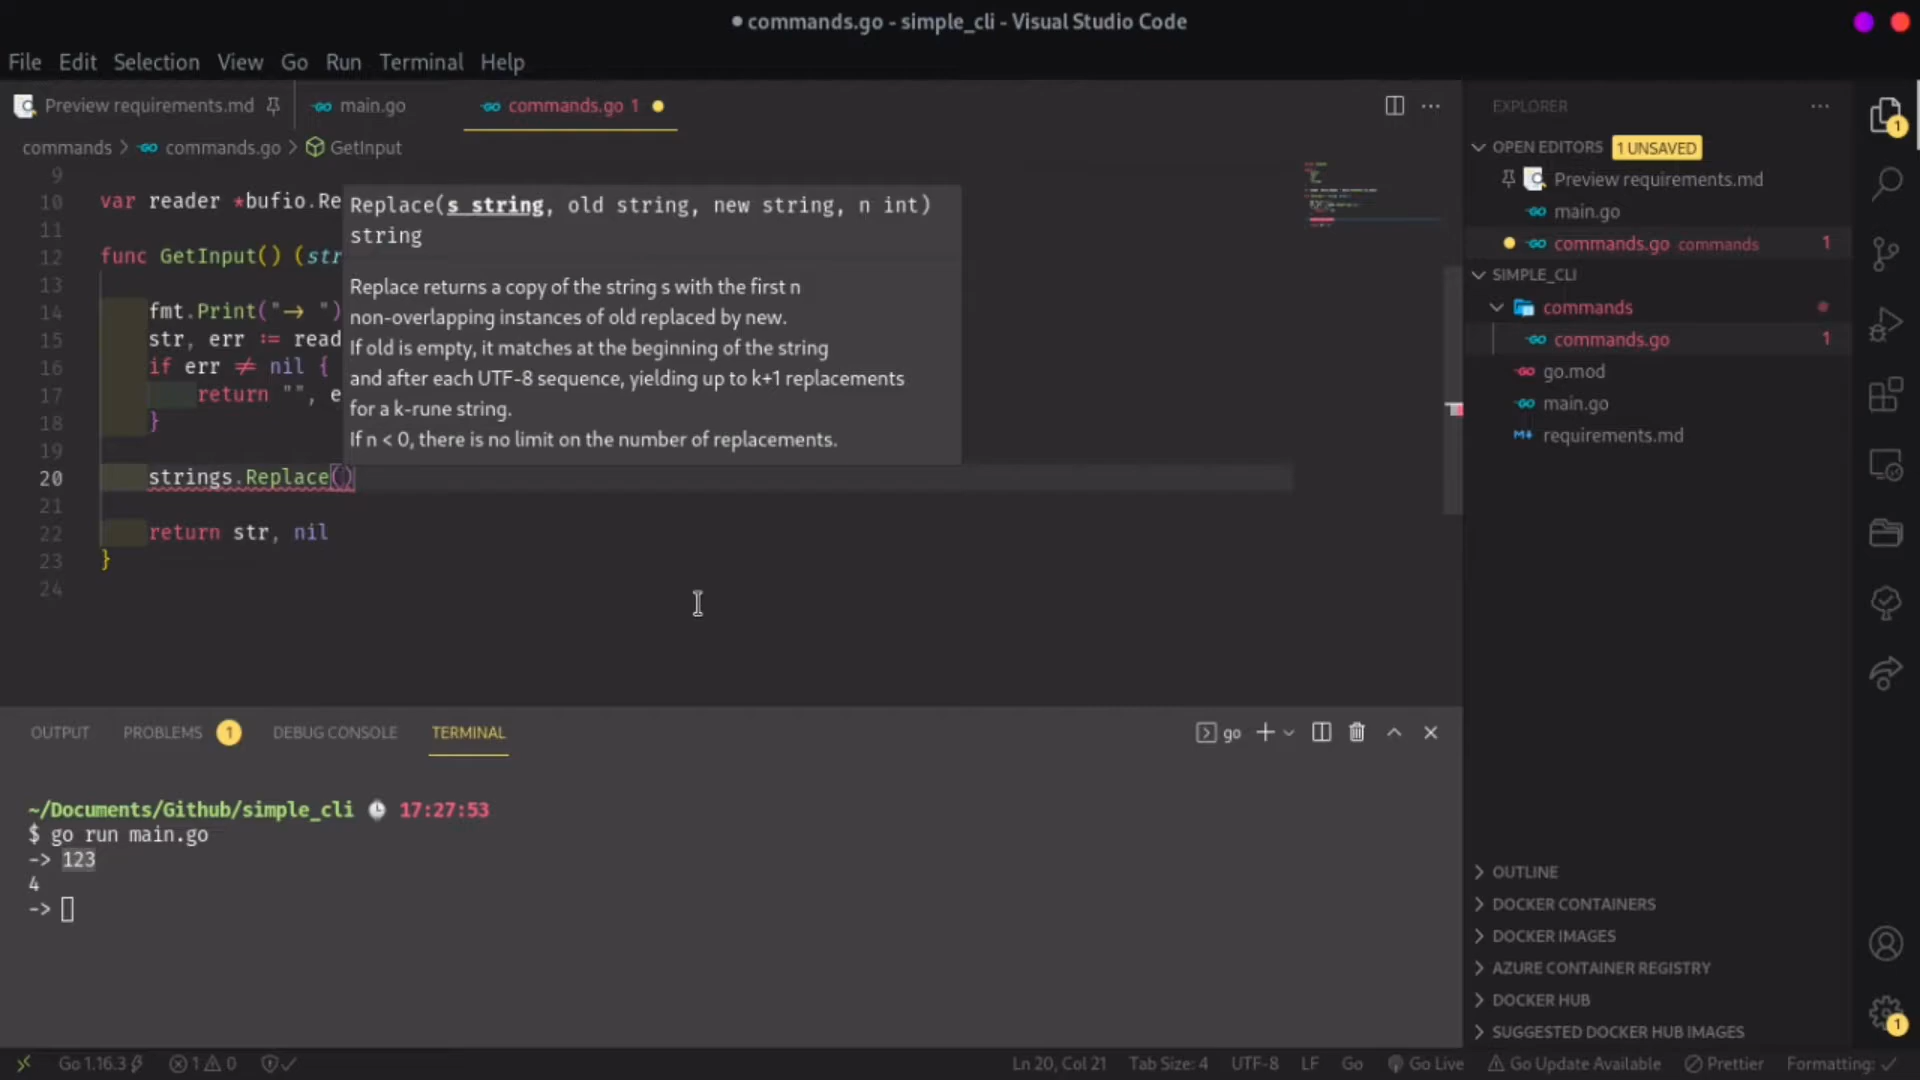 commands.go - simple_cli - Visual Studio Code
File Edit Selection View Go Run Terminal Help
Preview requirements.md main.go commands.go 1
commands > commands.go > GetInput
9
10 var reader *bufio.Re
11
12 func GetInput() (str
13
14 fmt.Print("→ ")
15 str, err := read
16 if err ≠ nil {
17 return "", e
18 }
19
20 strings.Replace()
21
22 return str, nil
23 }
24
Replace(s string, old string, new string, n int)
string
Replace returns a copy of the string s with the first n
non-overlapping instances of old replaced by new.
If old is empty, it matches at the beginning of the string
and after each UTF-8 sequence, yielding up to k+1 replacements
for a k-rune string.
If n < 0, there is no limit on the number of replacements.
OUTPUT PROBLEMS 1 DEBUG CONSOLE TERMINAL
go
~/Documents/Github/simple_cli 17:27:53
$ go run main.go
-> 123
4
->
EXPLORER
OPEN EDITORS 1 UNSAVED
Preview requirements.md
main.go
commands.go commands 1
SIMPLE_CLI
commands
commands.go 1
go.mod
main.go
requirements.md
OUTLINE
DOCKER CONTAINERS
DOCKER IMAGES
AZURE CONTAINER REGISTRY
DOCKER HUB
SUGGESTED DOCKER HUB IMAGES
1
1
Go 1.16.3 1 0 Ln 20, Col 21 Tab Size: 4 UTF-8 LF Go Go Live Go Update Available Prettier Formatting: ✓